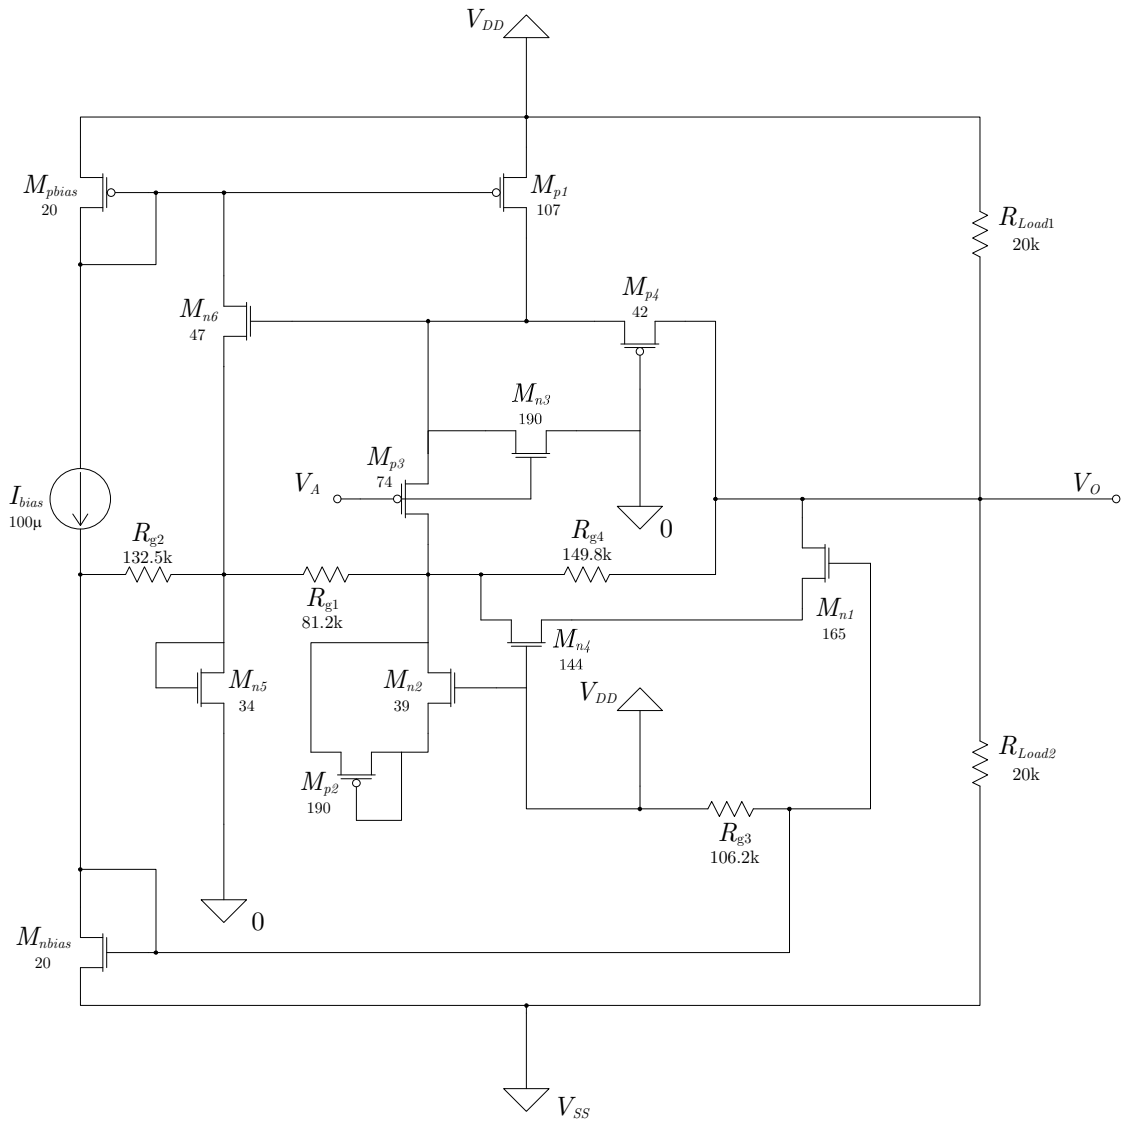 V_DD
M_pbias
20
M_p1
107
R_Load1
20k
M_n6
47
M_p4
42
M_n3
190
M_p3
74
V_A
I_bias
100µ
V_O
0
R_g2
132.5k
R_g4
149.8k
R_g1
81.2k
M_n1
165
M_n4
144
M_n5
34
M_n2
39
V_DD
M_p2
190
R_Load2
20k
R_g3
106.2k
0
M_nbias
20
V_SS